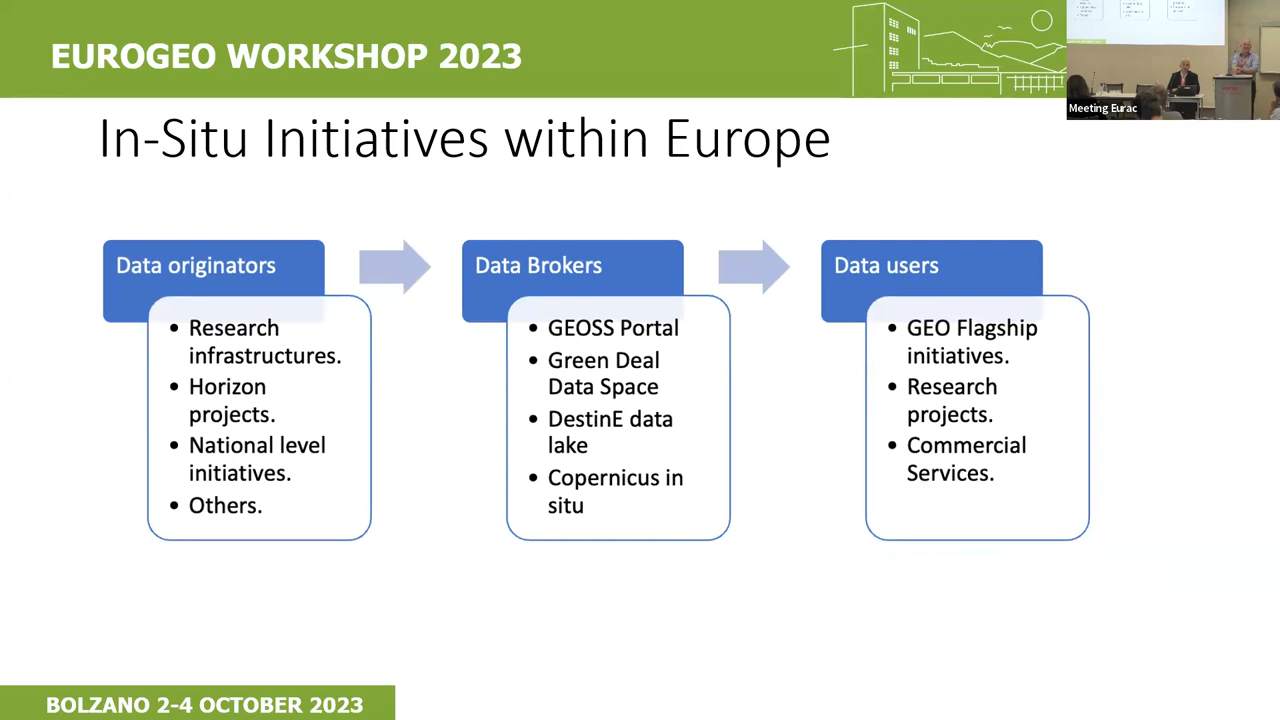 EUROGEO WORKSHOP 2023
Meeting Eurac
In-Situ Initiatives within Europe
Data originators
• Research
infrastructures.
• Horizon
projects.
• National level
initiatives.
• Others.
Data Brokers
• GEOSS Portal
• Green Deal
Data Space
• DestinE data
lake
• Copernicus in
situ
Data users
• GEO Flagship
initiatives.
• Research
projects.
• Commercial
Services.
BOLZANO 2-4 OCTOBER 2023